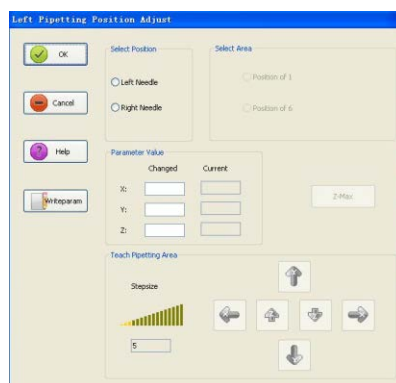 Left Pipetting Position Adjust
OK
Cancel
Help
Writeparam
Select Position
Left Needle
Right Needle
Select Area
Position of 1
Position of 6
Parameter Value
Changed Current
X:
Y:
Z:
Z-Max
Teach Pipetting Area
Stepsize
5